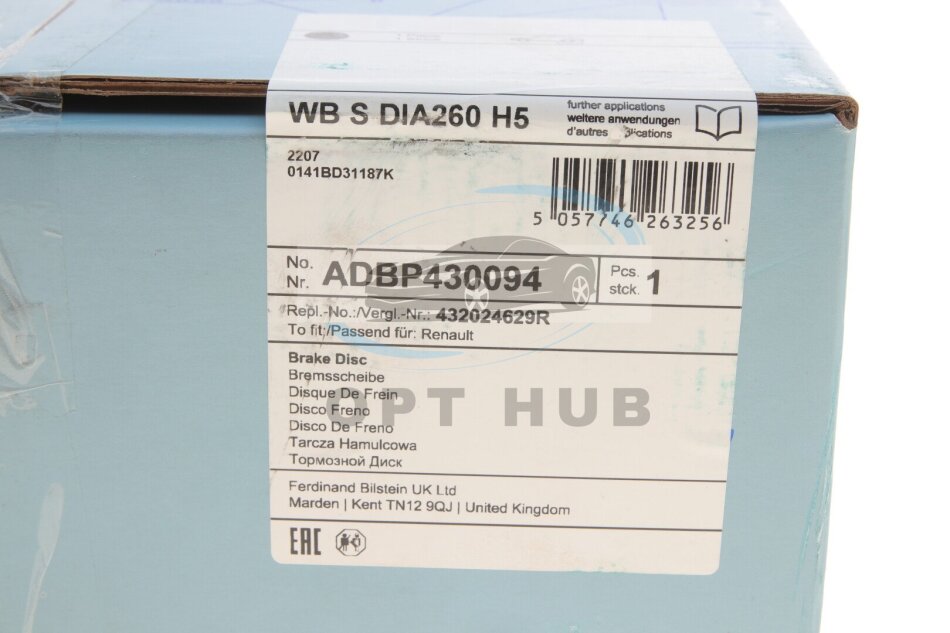 WB S DIA260 H5
further applications
weitere anwendungen
d'autres
2207
0141BD31187K
5 057746 263256
No.
Nr.
ADBP430094
Pcs.
stck.
1
Repl.-No.:/Vergl.-Nr.: 432024629R
To fit:/Passend für: Renault
Brake Disc
Bremsscheibe
Disque De Frein
Disco Freno
Disco De Freno
Tarcza Hamulcowa
Тормозной Диск
OPT HUB
Ferdinand Bilstein UK Ltd
Marden | Kent TN12 9QJ | United Kingdom
EAC